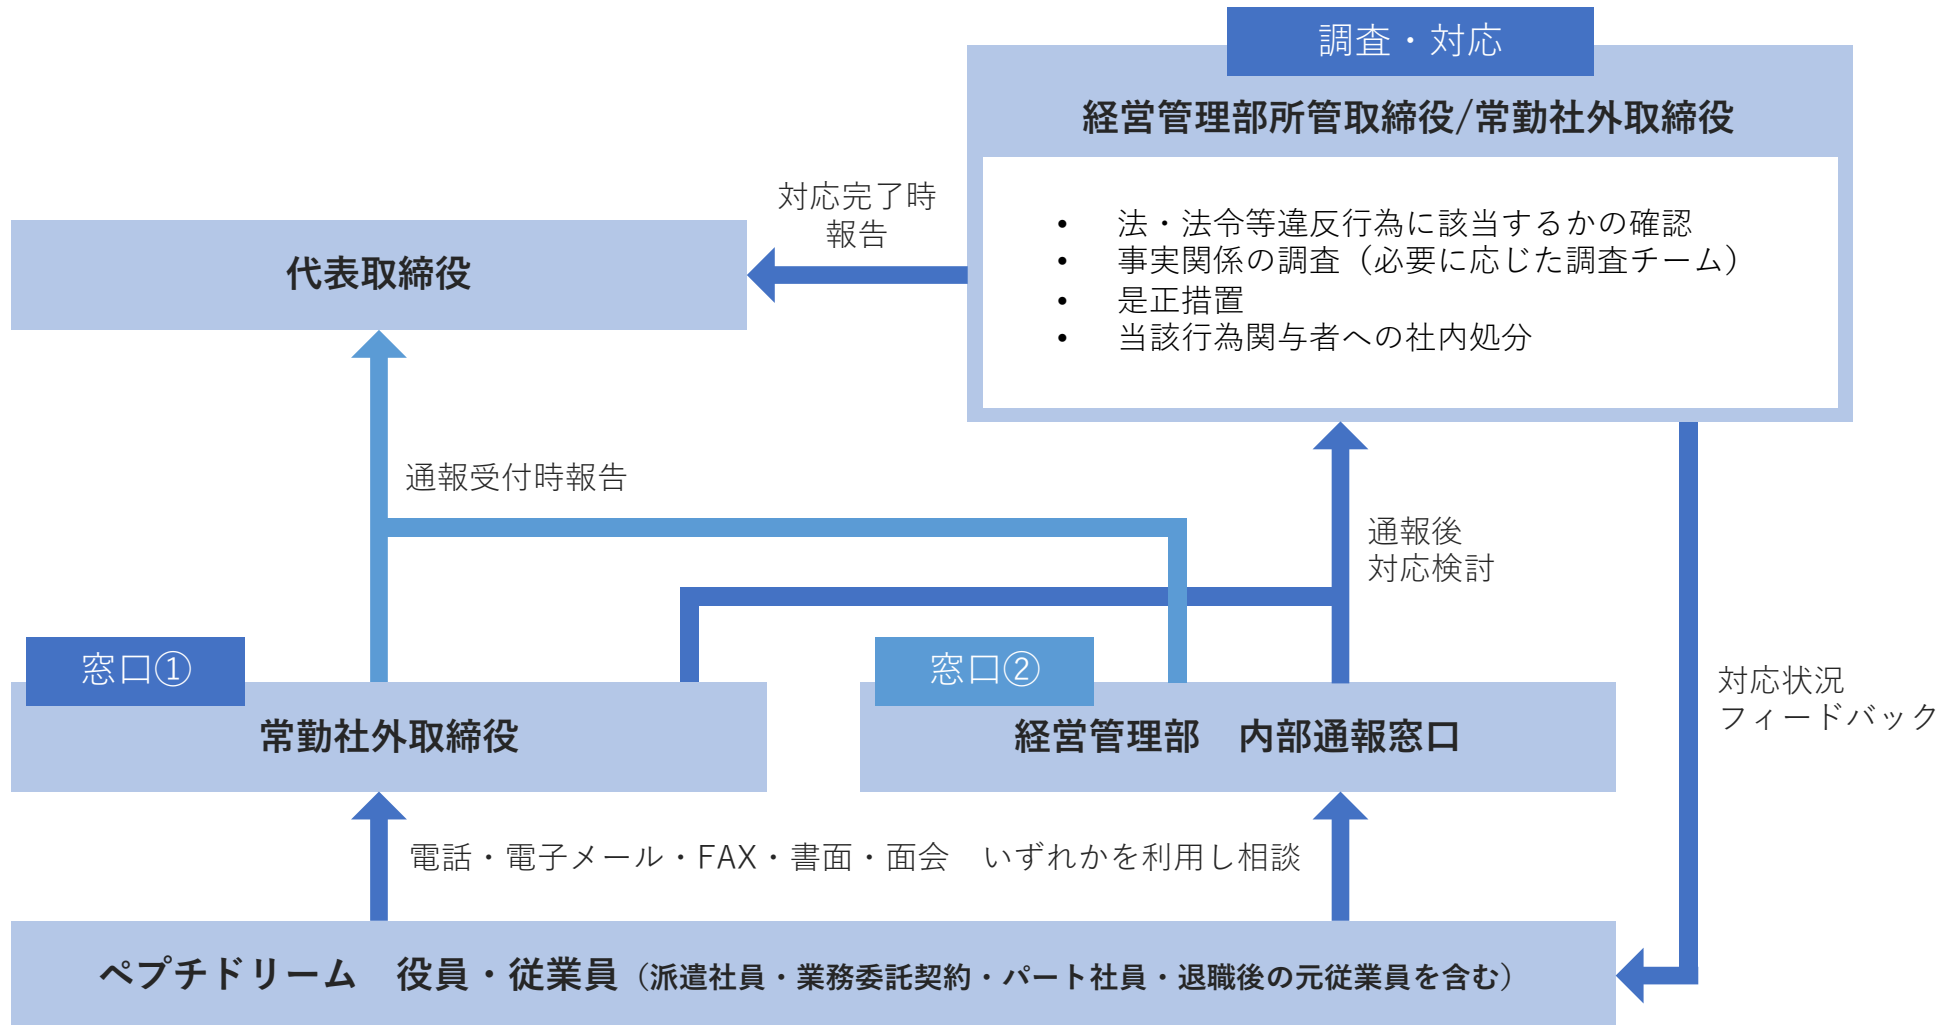 調査・対応
経営管理部所管取締役/常勤社外取締役
• 法・法令等違反行為に該当するかの確認
• 事実関係の調査（必要に応じた調査チーム）
• 是正措置
• 当該行為関与者への社内処分
対応完了時
報告
代表取締役
通報受付時報告
通報後
対応検討
窓口①
常勤社外取締役
窓口②
経営管理部　内部通報窓口
対応状況
フィードバック
電話・電子メール・FAX・書面・面会　いずれかを利用し相談
ペプチドリーム　役員・従業員（派遣社員・業務委託契約・パート社員・退職後の元従業員を含む）